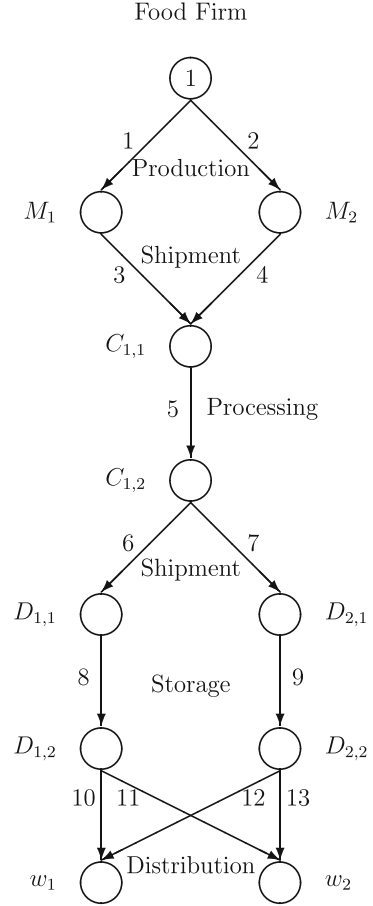 Food Firm
1
1 2
Production
M₁ M₂
Shipment
3 4
C₁,₁
5 Processing
C₁,₂
6 7
Shipment
D₁,₁ D₂,₁
8 9
Storage
D₁,₂ D₂,₂
10 11 12 13
Distribution
w₁ w₂